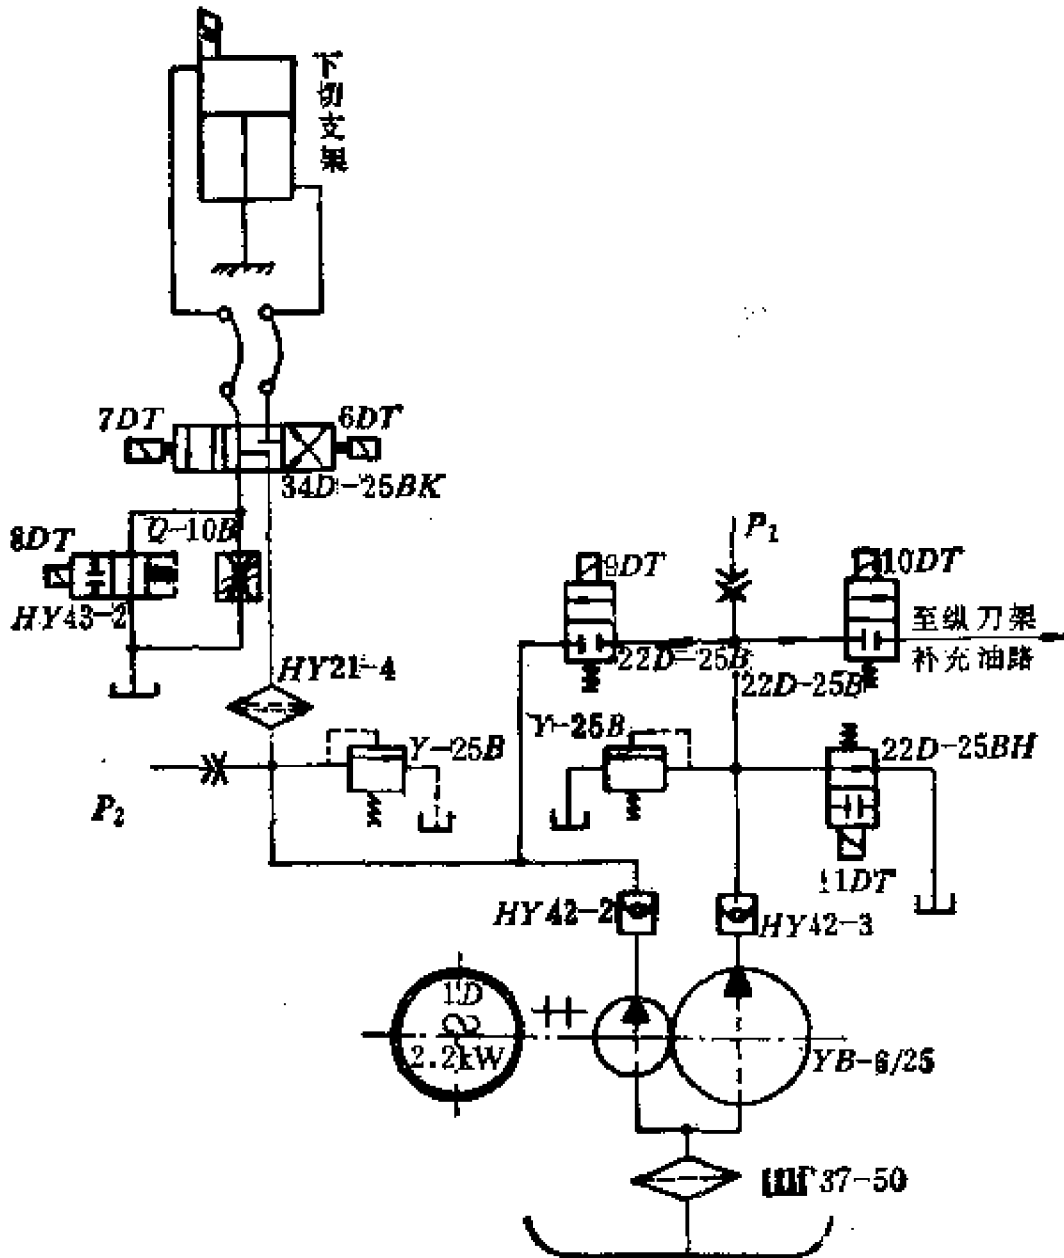 下切支架
7DT
6DT
34D-25BK
Q-10B
8DT
HY43-2
P₁
9DT
10DT
至纵刀架
补充油路
22D-25B
22D-25B
HY21-4
Y-25B
Y-25B
22D-25BH
P₂
11DT
HY42-2
HY42-3
1D
2.2kW
YB-6/25
37-50